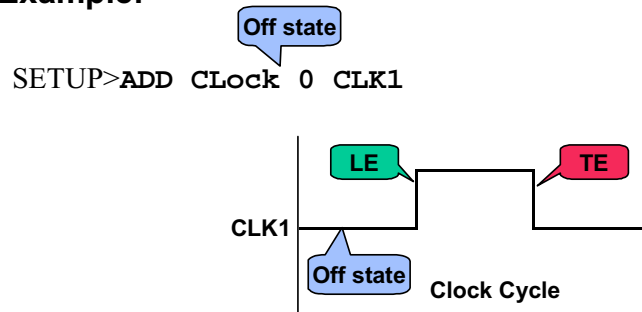 Example:
Off state
SETUP>ADD CLock 0 CLK1
LE
TE
CLK1
Off state
Clock Cycle